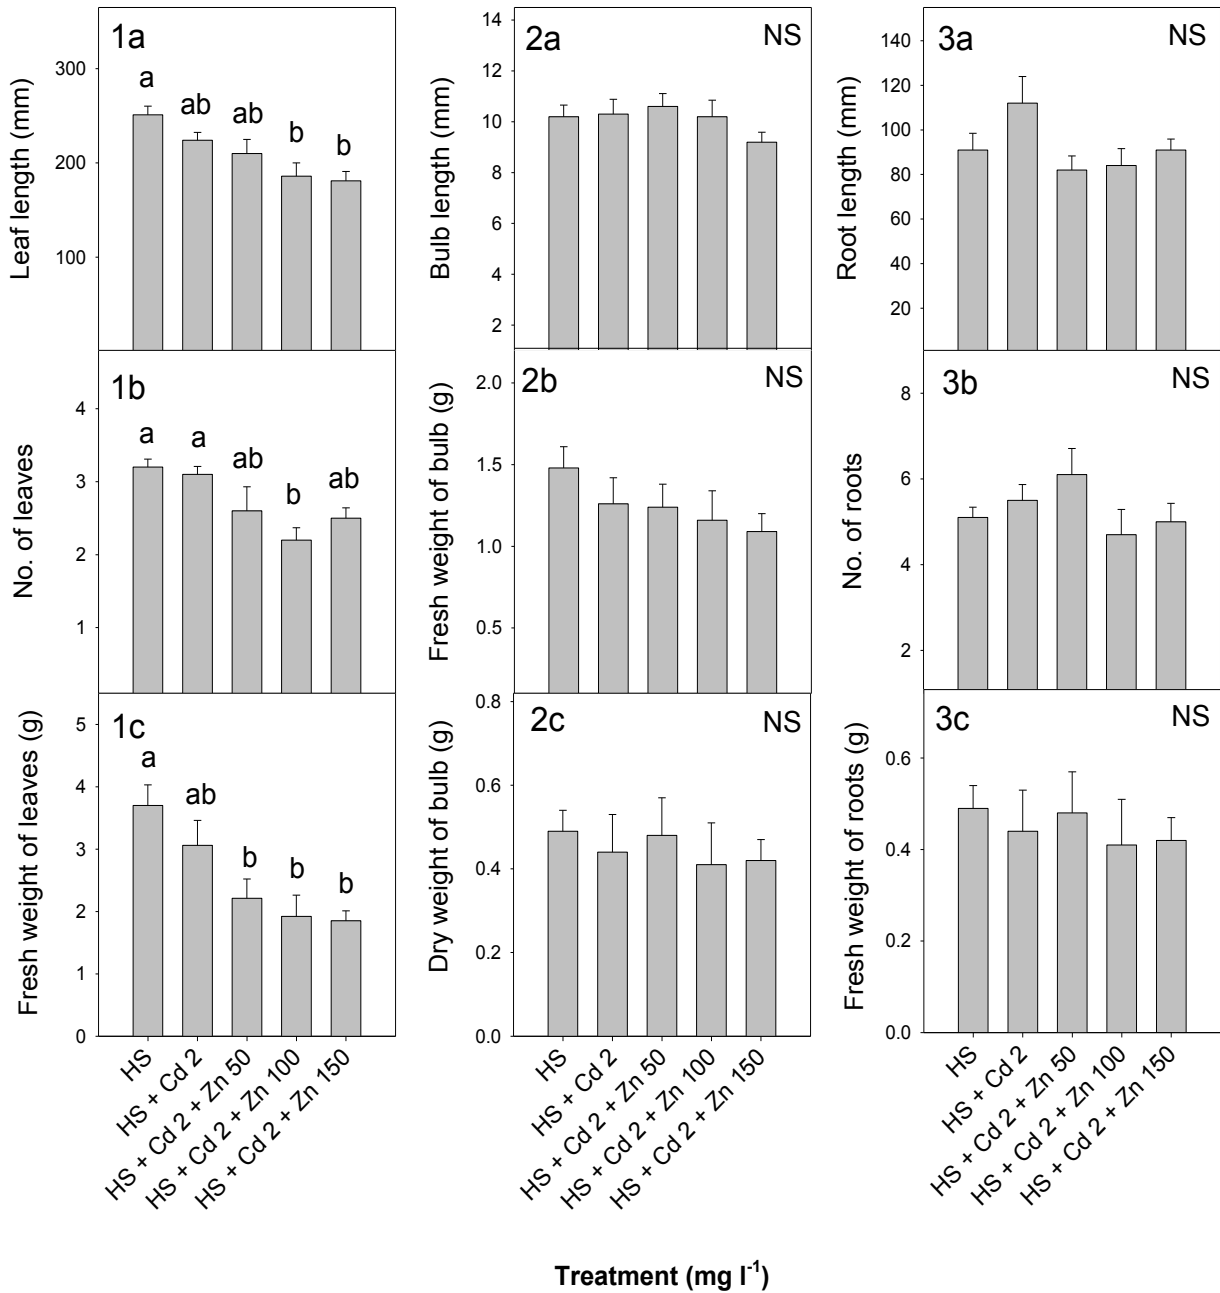 1a
Leaf length (mm)
300
200
100
a
ab
ab
b
b
2a
NS
Bulb length (mm)
14
12
10
8
6
4
2
3a
NS
Root length (mm)
140
120
100
80
60
40
20
1b
No. of leaves
4
3
2
1
a
a
ab
b
ab
2b
NS
Fresh weight of bulb (g)
2.0
1.5
1.0
0.5
3b
NS
No. of roots
8
6
4
2
1c
Fresh weight of leaves (g)
5
4
3
2
1
0
a
ab
b
b
b
2c
NS
Dry weight of bulb (g)
0.8
0.6
0.4
0.2
0.0
3c
NS
Fresh weight of roots (g)
0.6
0.4
0.2
0.0
HS
HS + Cd 2
HS + Cd 2 + Zn 50
HS + Cd 2 + Zn 100
HS + Cd 2 + Zn 150
HS
HS + Cd 2
HS + Cd 2 + Zn 50
HS + Cd 2 + Zn 100
HS + Cd 2 + Zn 150
HS
HS + Cd 2
HS + Cd 2 + Zn 50
HS + Cd 2 + Zn 100
HS + Cd 2 + Zn 150
Treatment (mg l⁻¹)